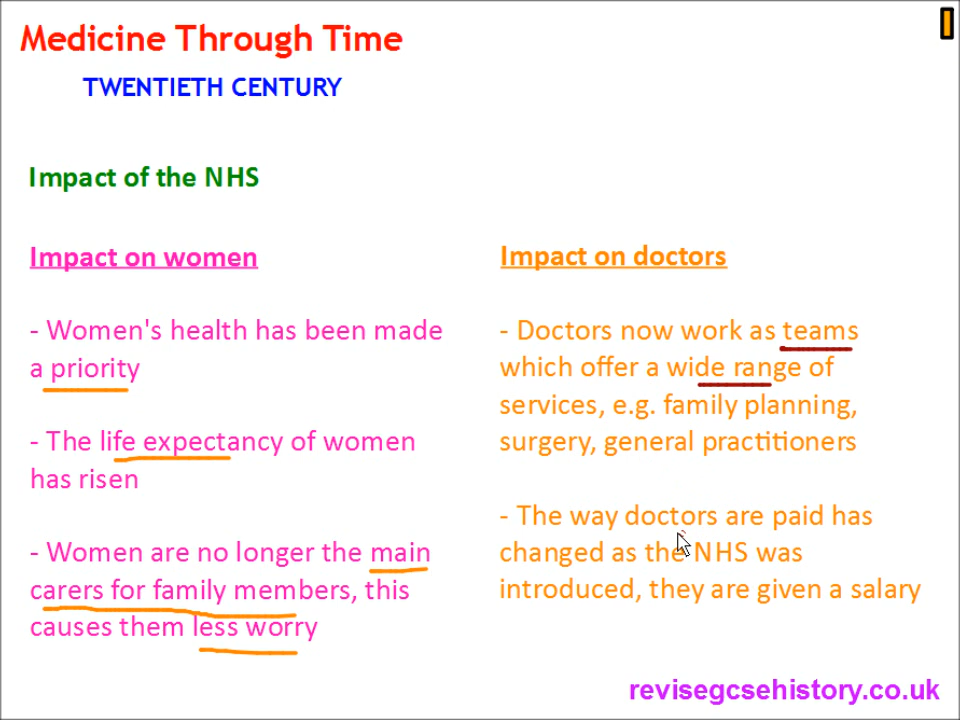 Medicine Through Time
TWENTIETH CENTURY
Impact of the NHS
Impact on women
- Women's health has been made
a priority
- The life expectancy of women
has risen
- Women are no longer the main
carers for family members, this
causes them less worry
Impact on doctors
- Doctors now work as teams
which offer a wide range of
services, e.g. family planning,
surgery, general practitioners
- The way doctors are paid has
changed as the NHS was
introduced, they are given a salary
revisegcsehistory.co.uk